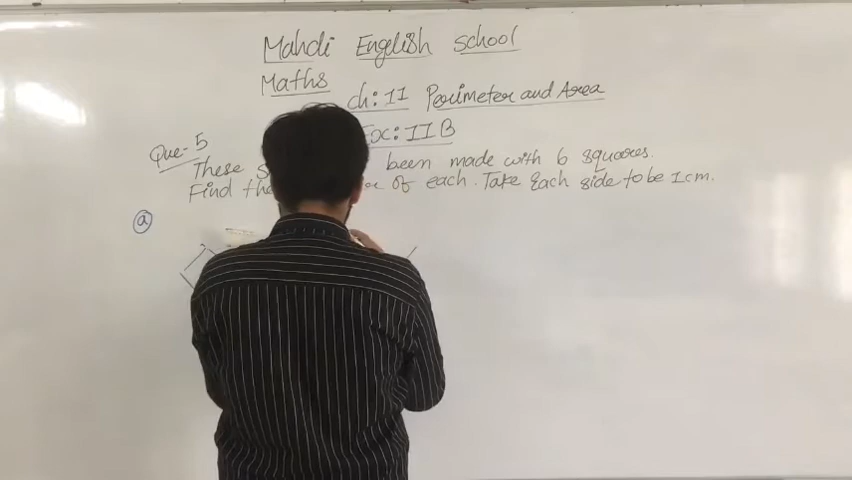 Mahdi English School
Maths
ch: 11 Perimeter and Area
Ex: II B
Que- 5
These been made with 6 squares.
Find the of each. Take each side to be 1cm.
a